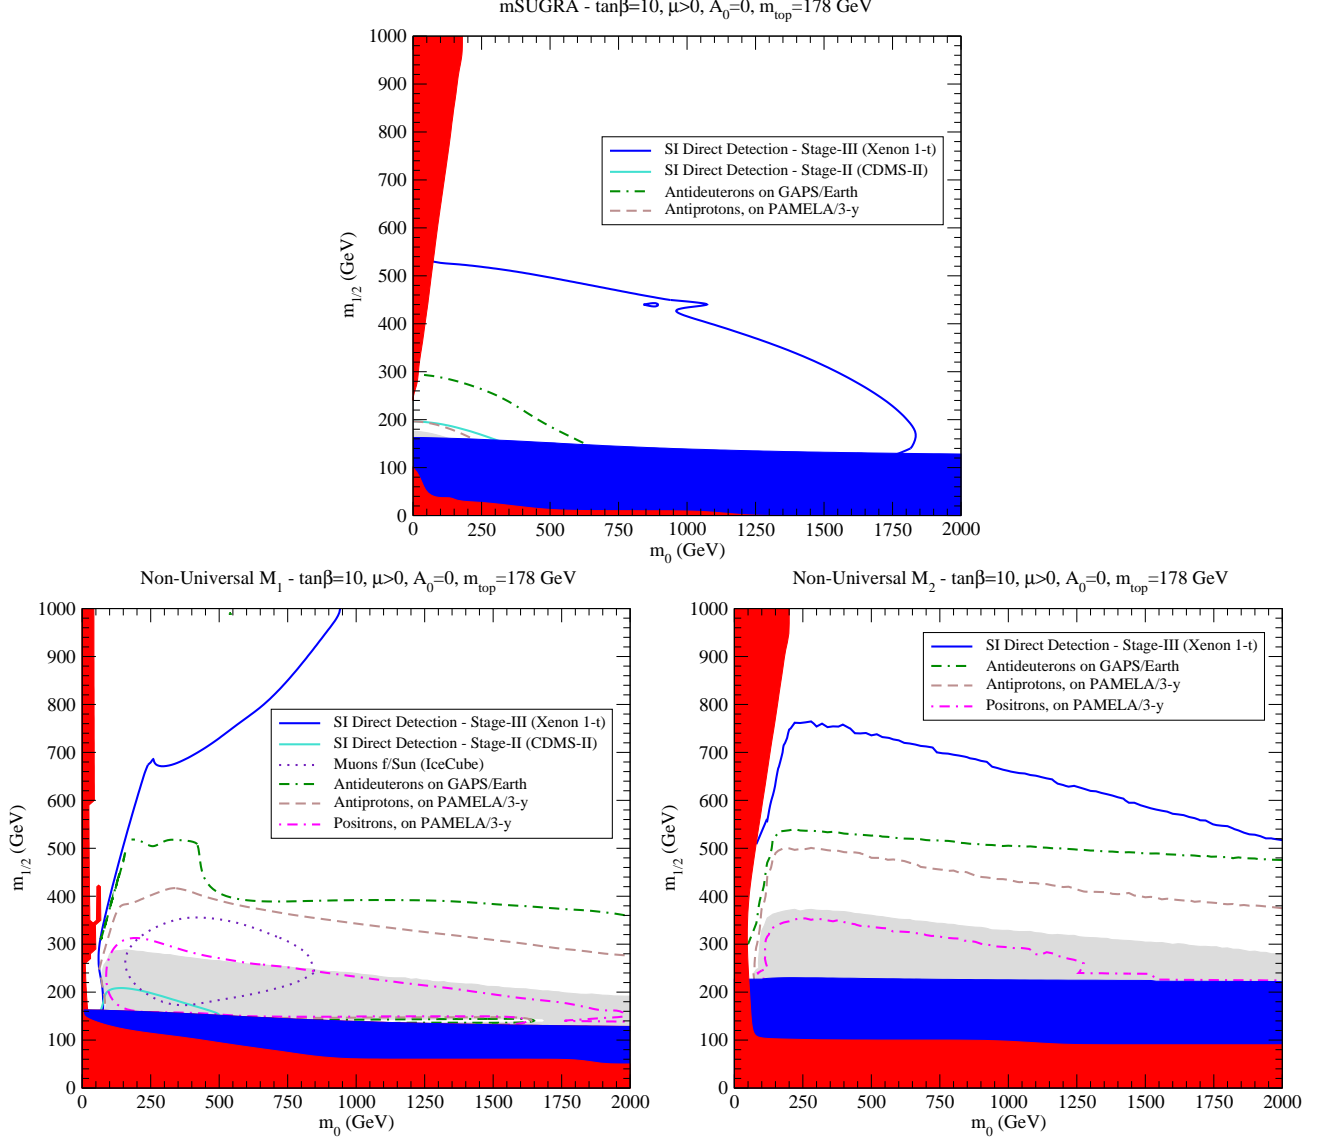 mSUGRA - tanβ=10, μ>0, A0=0, mtop=178 GeV
1000
900
800
700
600
500
400
300
200
100
0
m1/2 (GeV)
SI Direct Detection - Stage-III (Xenon 1-t)
SI Direct Detection - Stage-II (CDMS-II)
Antideuterons on GAPS/Earth
Antiprotons, on PAMELA/3-y
0 250 500 750 1000 1250 1500 1750 2000
m0 (GeV)
Non-Universal M1 - tanβ=10, μ>0, A0=0, mtop=178 GeV
1000
900
800
700
600
500
400
300
200
100
0
m1/2 (GeV)
SI Direct Detection - Stage-III (Xenon 1-t)
SI Direct Detection - Stage-II (CDMS-II)
Muons f/Sun (IceCube)
Antideuterons on GAPS/Earth
Antiprotons, on PAMELA/3-y
Positrons, on PAMELA/3-y
0 250 500 750 1000 1250 1500 1750 2000
m0 (GeV)
Non-Universal M2 - tanβ=10, μ>0, A0=0, mtop=178 GeV
1000
900
800
700
600
500
400
300
200
100
0
m1/2 (GeV)
SI Direct Detection - Stage-III (Xenon 1-t)
Antideuterons on GAPS/Earth
Antiprotons, on PAMELA/3-y
Positrons, on PAMELA/3-y
0 250 500 750 1000 1250 1500 1750 2000
m0 (GeV)